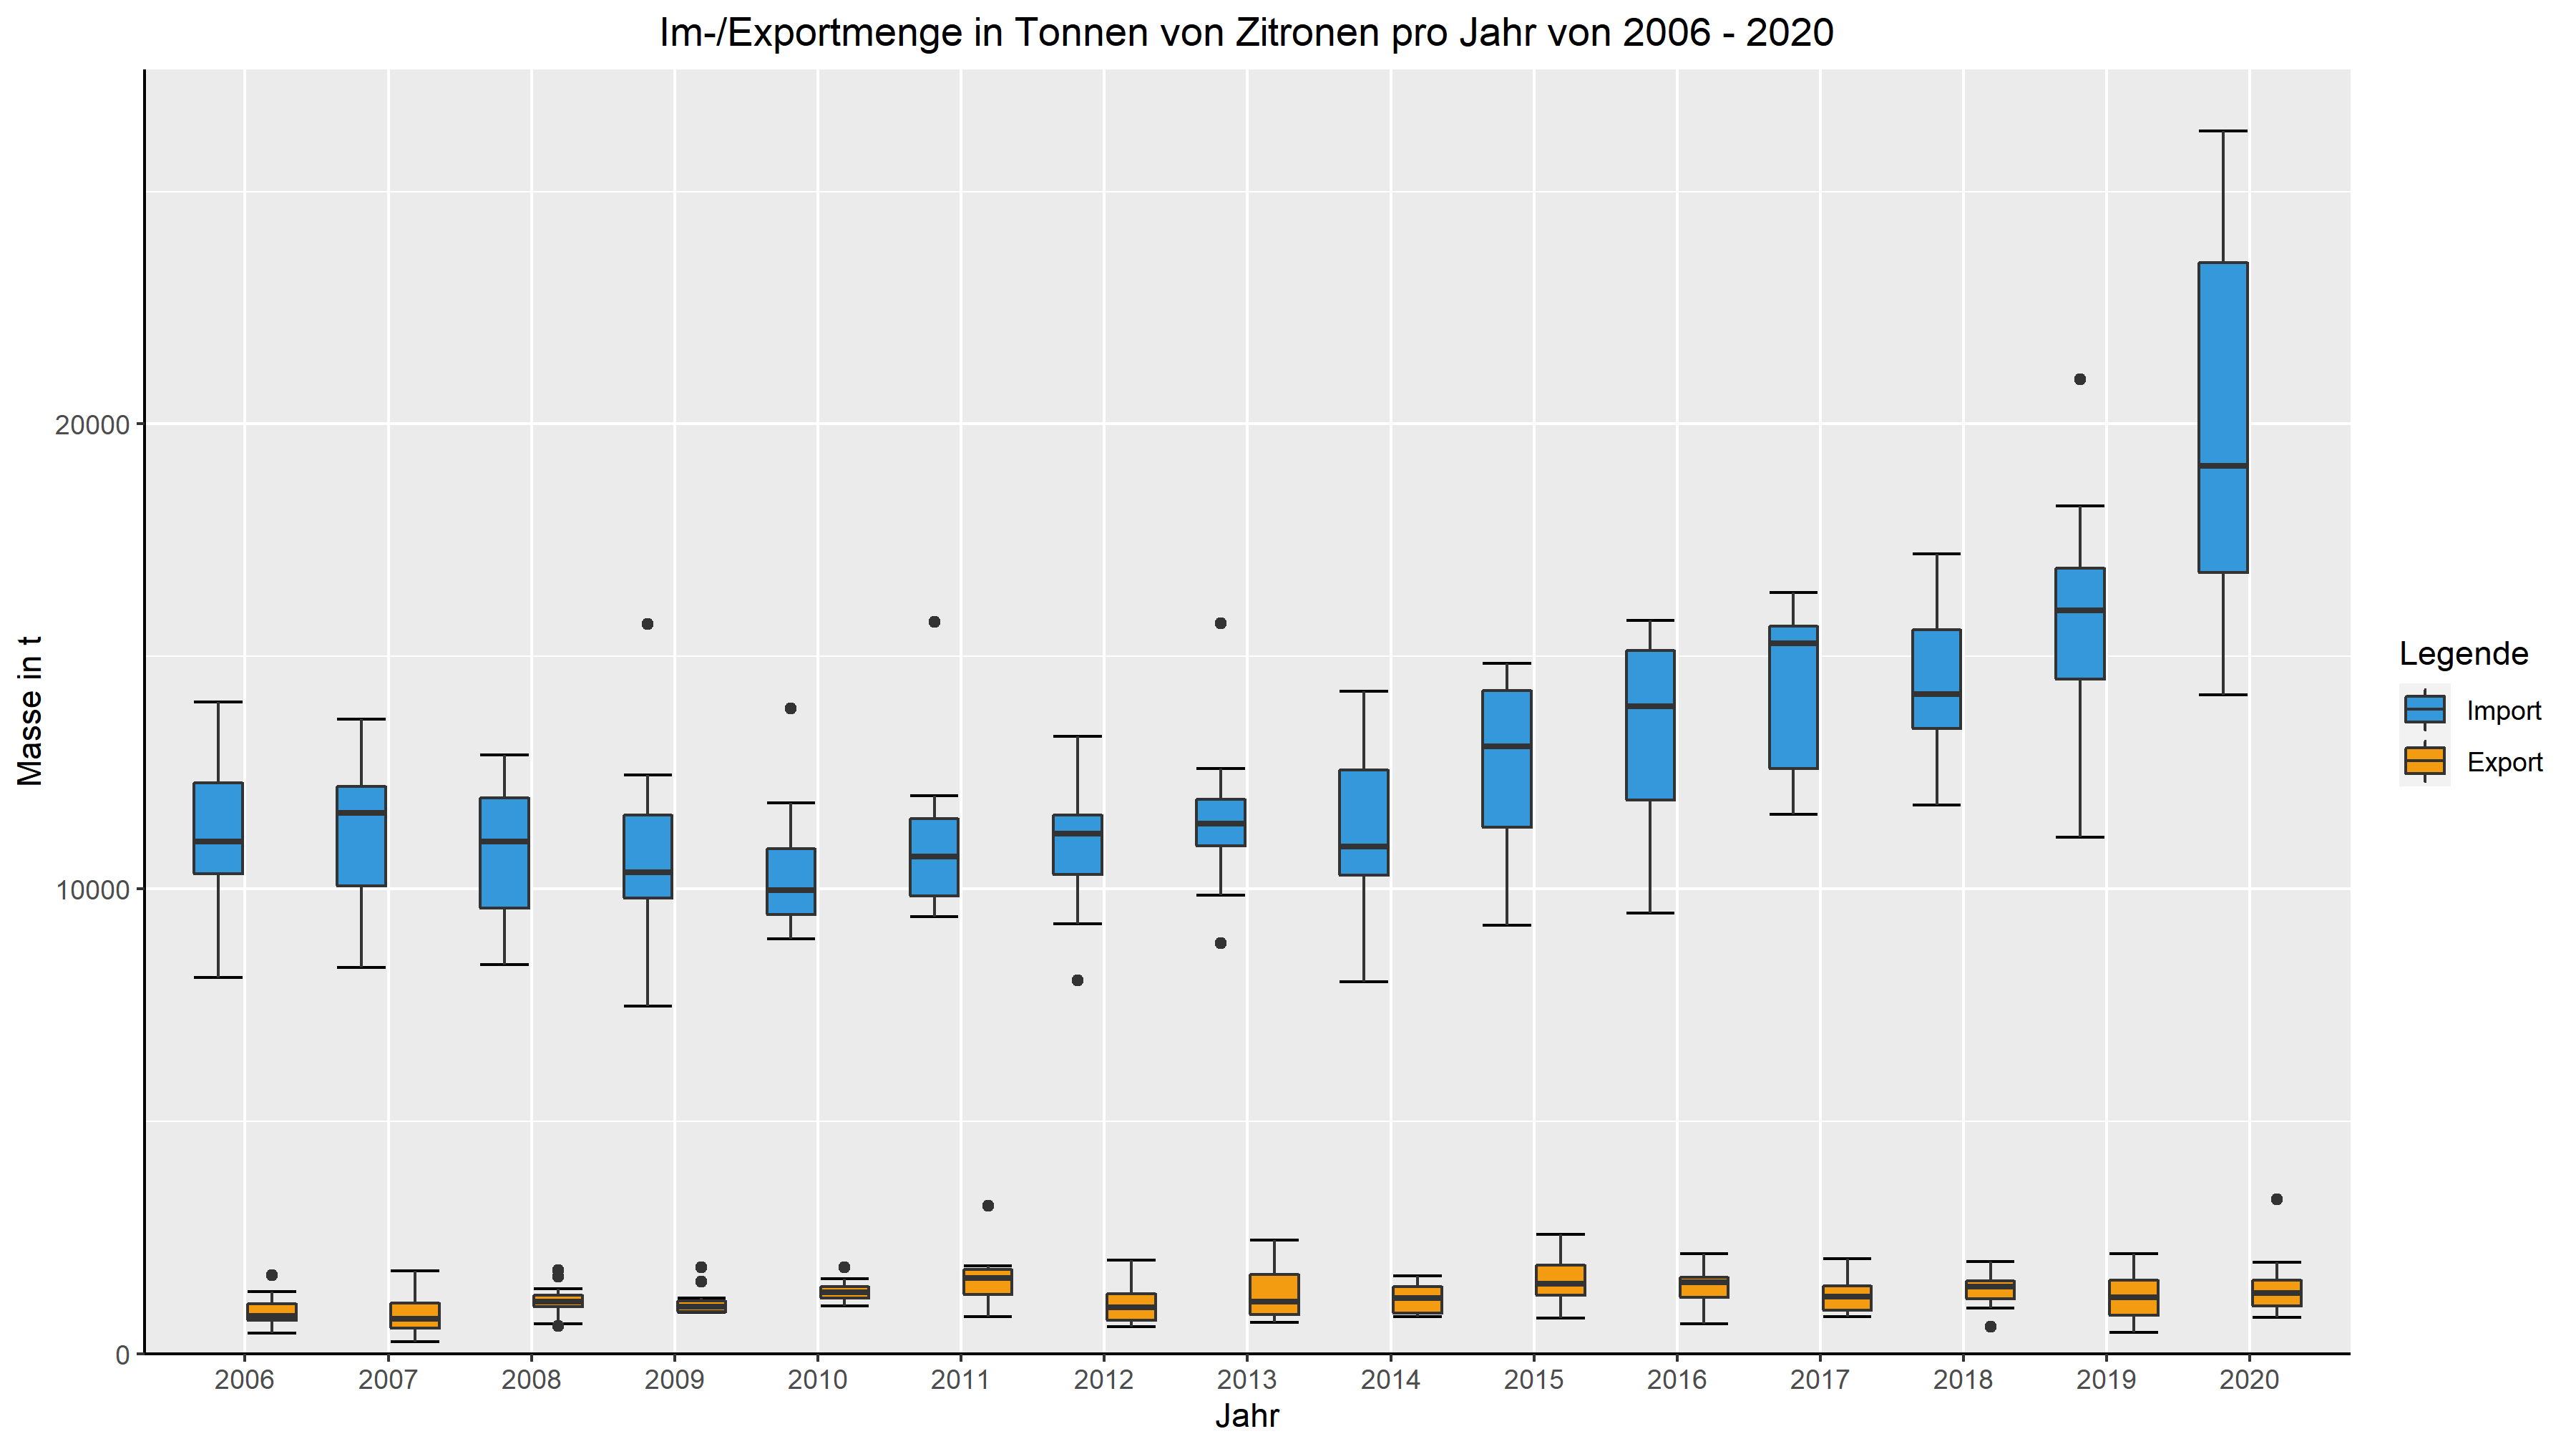 Im-/Exportmenge in Tonnen von Zitronen pro Jahr von 2006 - 2020
Masse in t
20000
10000
0
2006 2007 2008 2009 2010 2011 2012 2013 2014 2015 2016 2017 2018 2019 2020
Jahr
Legende
Import
Export